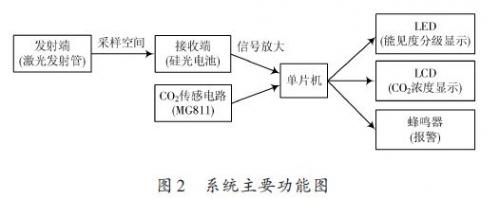 发射端
(激光发射管)
采样空间
接收端
(硅光电池)
信号放大
CO₂传感电路
(MG811)
单片机
LED
(能见度分级显示)
LCD
(CO₂浓度显示)
蜂鸣器
(报警)
图2 系统主要功能图